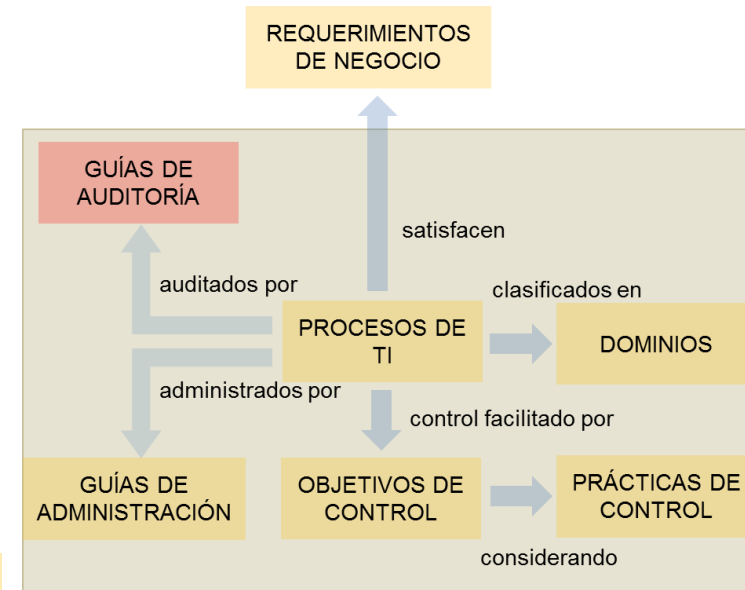 REQUERIMIENTOS
DE NEGOCIO
GUÍAS DE
AUDITORÍA
satisfacen
auditados por
clasificados en
PROCESOS DE
TI
DOMINIOS
administrados por
control facilitado por
GUÍAS DE
ADMINISTRACIÓN
OBJETIVOS DE
CONTROL
PRÁCTICAS DE
CONTROL
considerando